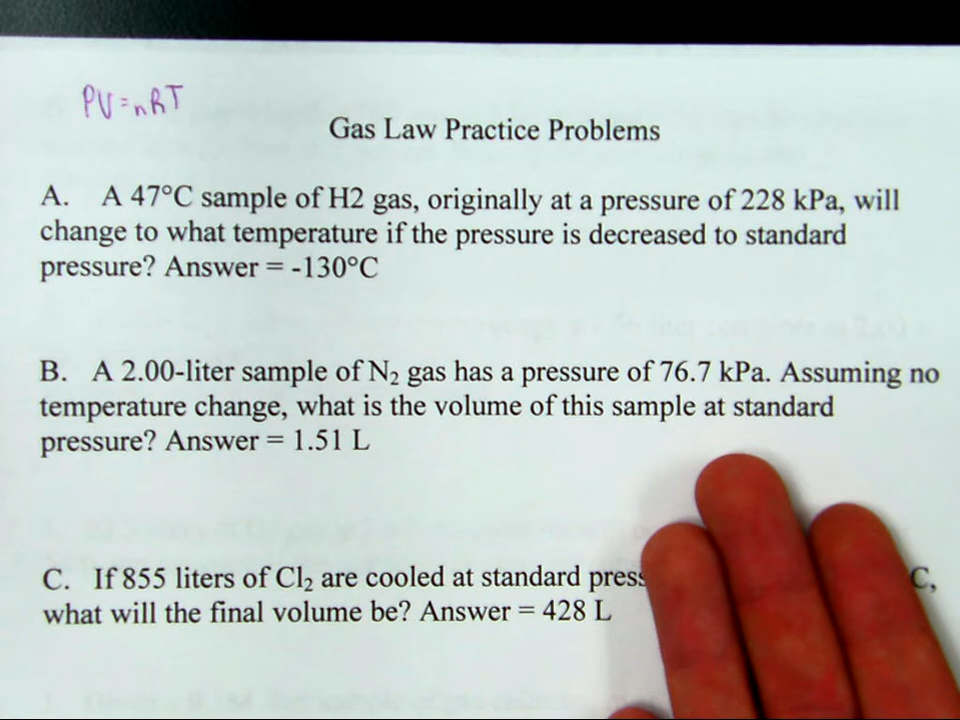 PV=nRT
Gas Law Practice Problems
A. A 47°C sample of H2 gas, originally at a pressure of 228 kPa, will
change to what temperature if the pressure is decreased to standard
pressure? Answer = -130°C
B. A 2.00-liter sample of N₂ gas has a pressure of 76.7 kPa. Assuming no
temperature change, what is the volume of this sample at standard
pressure? Answer = 1.51 L
C. If 855 liters of Cl₂ are cooled at standard C,
what will the final volume be? Answer = 428 L